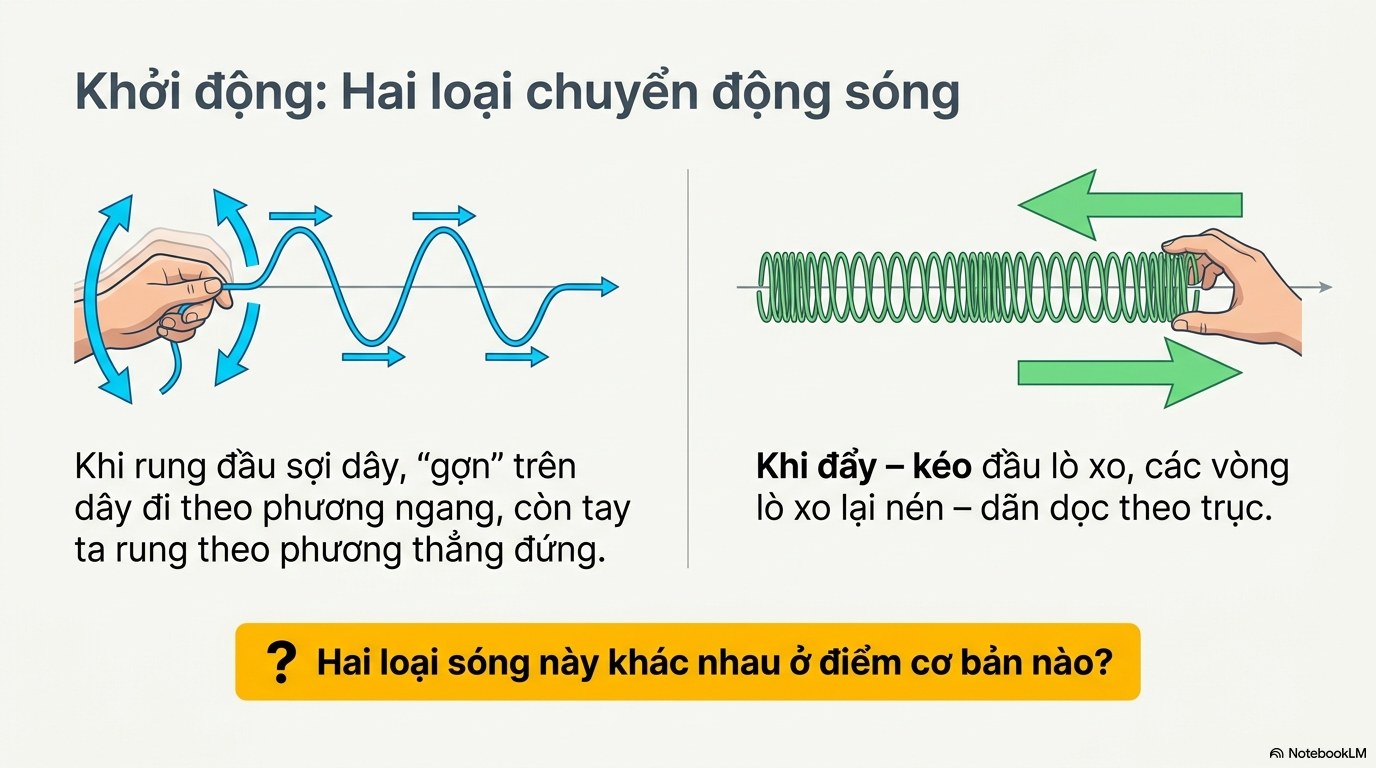 Khởi động: Hai loại chuyển động sóng
Khi rung đầu sợi dây, “gợn” trên
dây đi theo phương ngang, còn tay
ta rung theo phương thẳng đứng.
Khi đẩy – kéo đầu lò xo, các vòng
lò xo lại nén – dãn dọc theo trục.
? Hai loại sóng này khác nhau ở điểm cơ bản nào?
NotebookLM